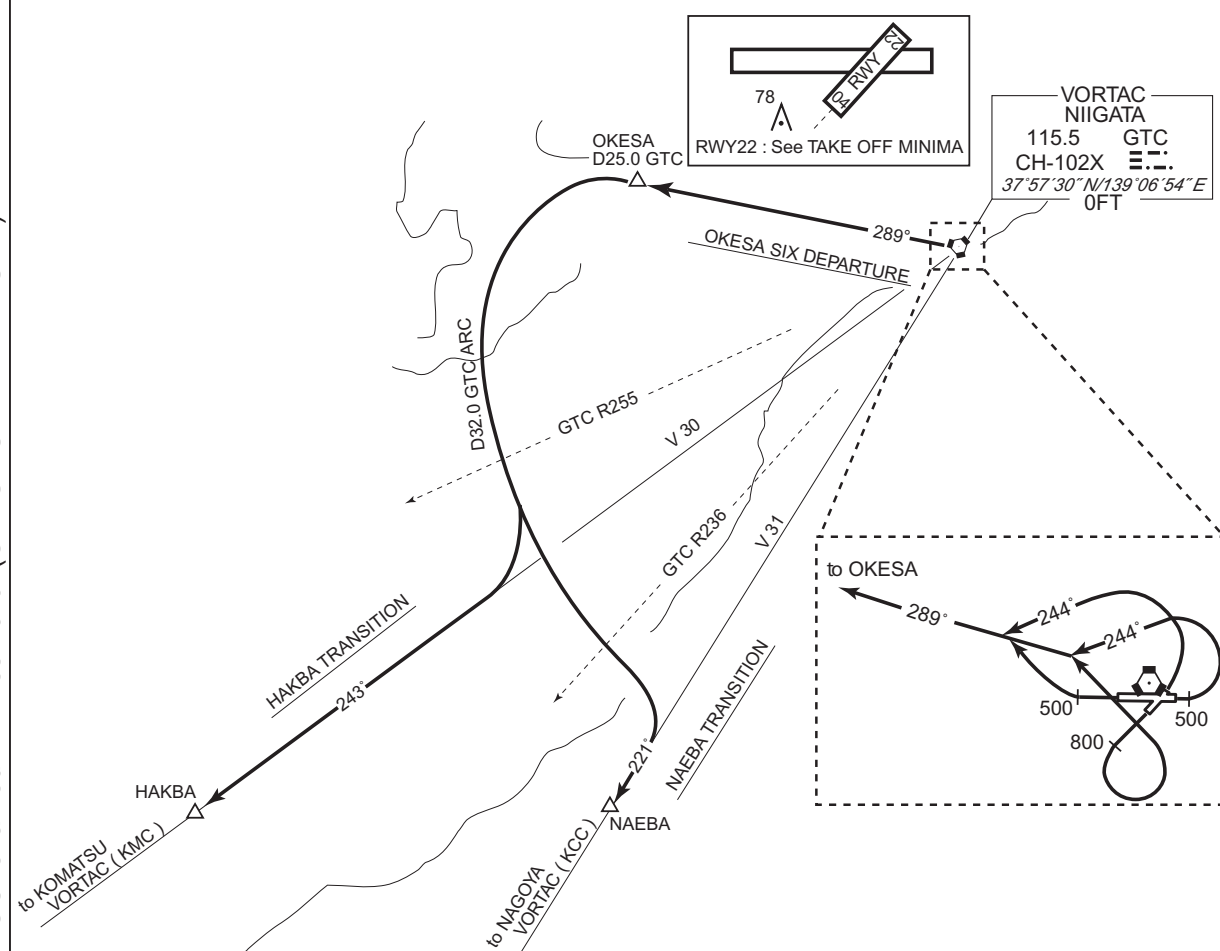 22
RWY
04
78
RWY22 : See TAKE OFF MINIMA
VORTAC
NIIGATA
115.5 GTC
CH-102X
37°57′30″N/139°06′54″E
0FT
OKESA
D25.0 GTC
289°
OKESA SIX DEPARTURE
D32.0 GTC ARC
GTC R255
V 30
GTC R236
V 31
HAKBA TRANSITION
243°
HAKBA
to KOMATSU
VORTAC ( KMC )
221°
NAEBA TRANSITION
NAEBA
to NAGOYA
VORTAC ( KCC )
to OKESA
289°
244°
244°
500
500
800